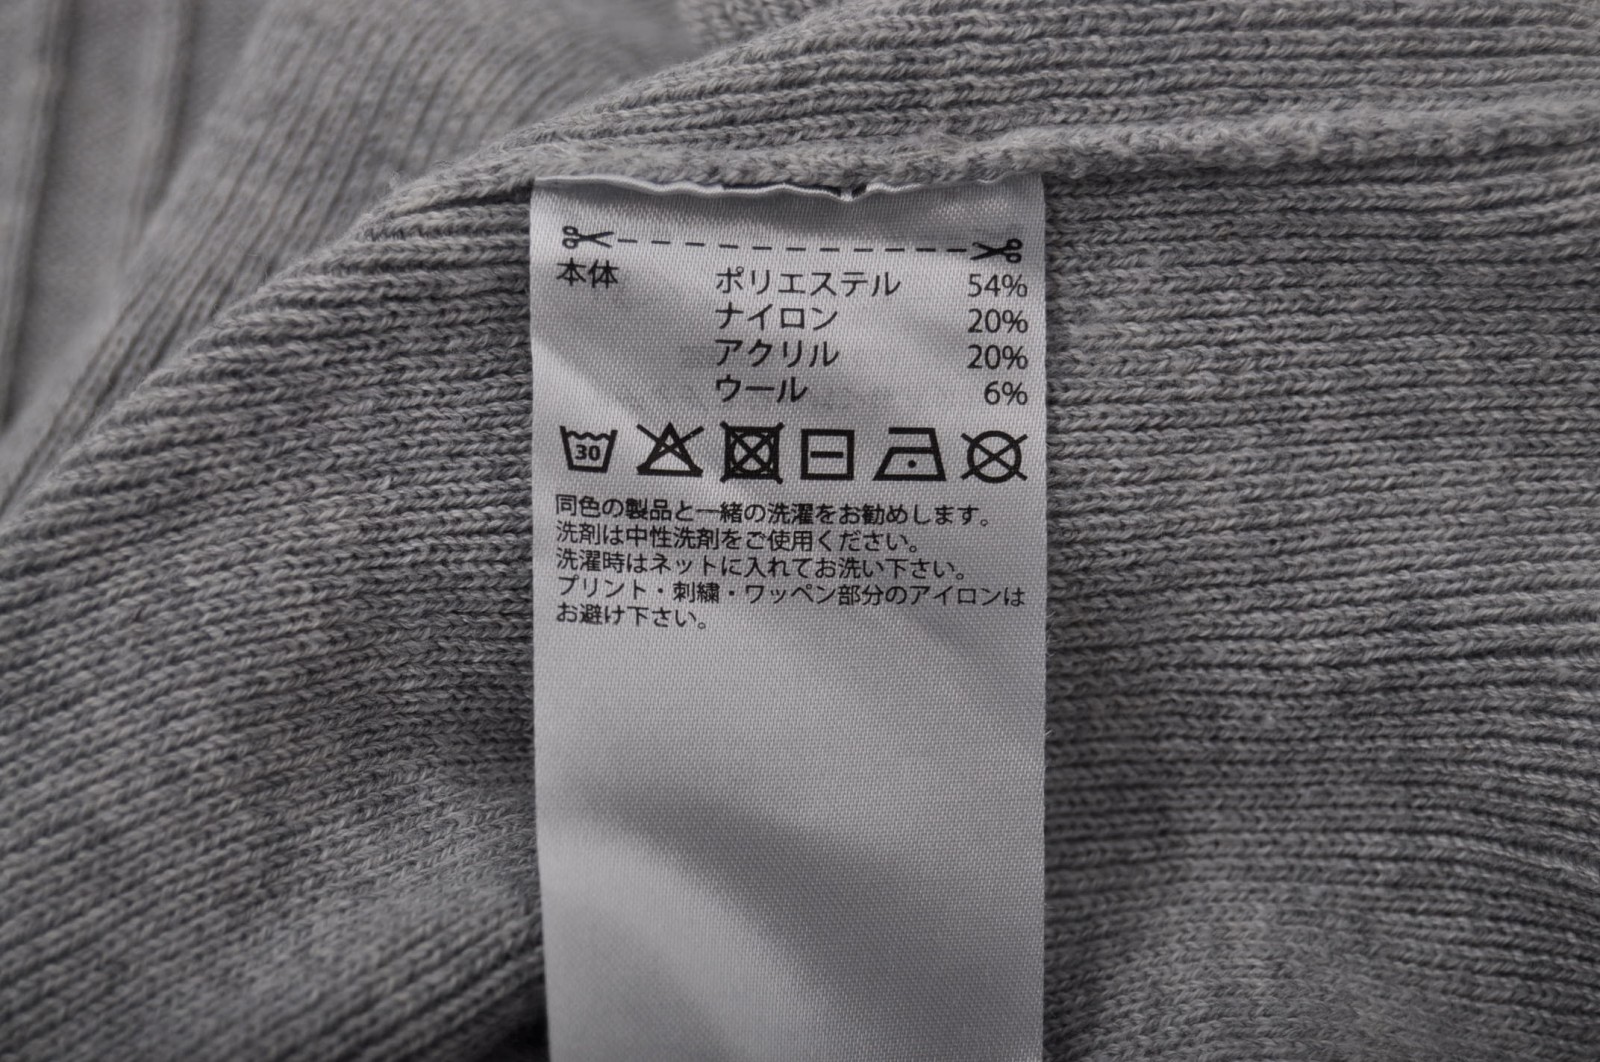 本体 ポリエステル 54%
ナイロン 20%
アクリル 20%
ウール 6%
30
同色の製品と一緒の洗濯をお勧めします。
洗剤は中性洗剤をご使用ください。
洗濯時はネットに入れてお洗い下さい。
プリント・刺繍・ワッペン部分のアイロンは
お避け下さい。